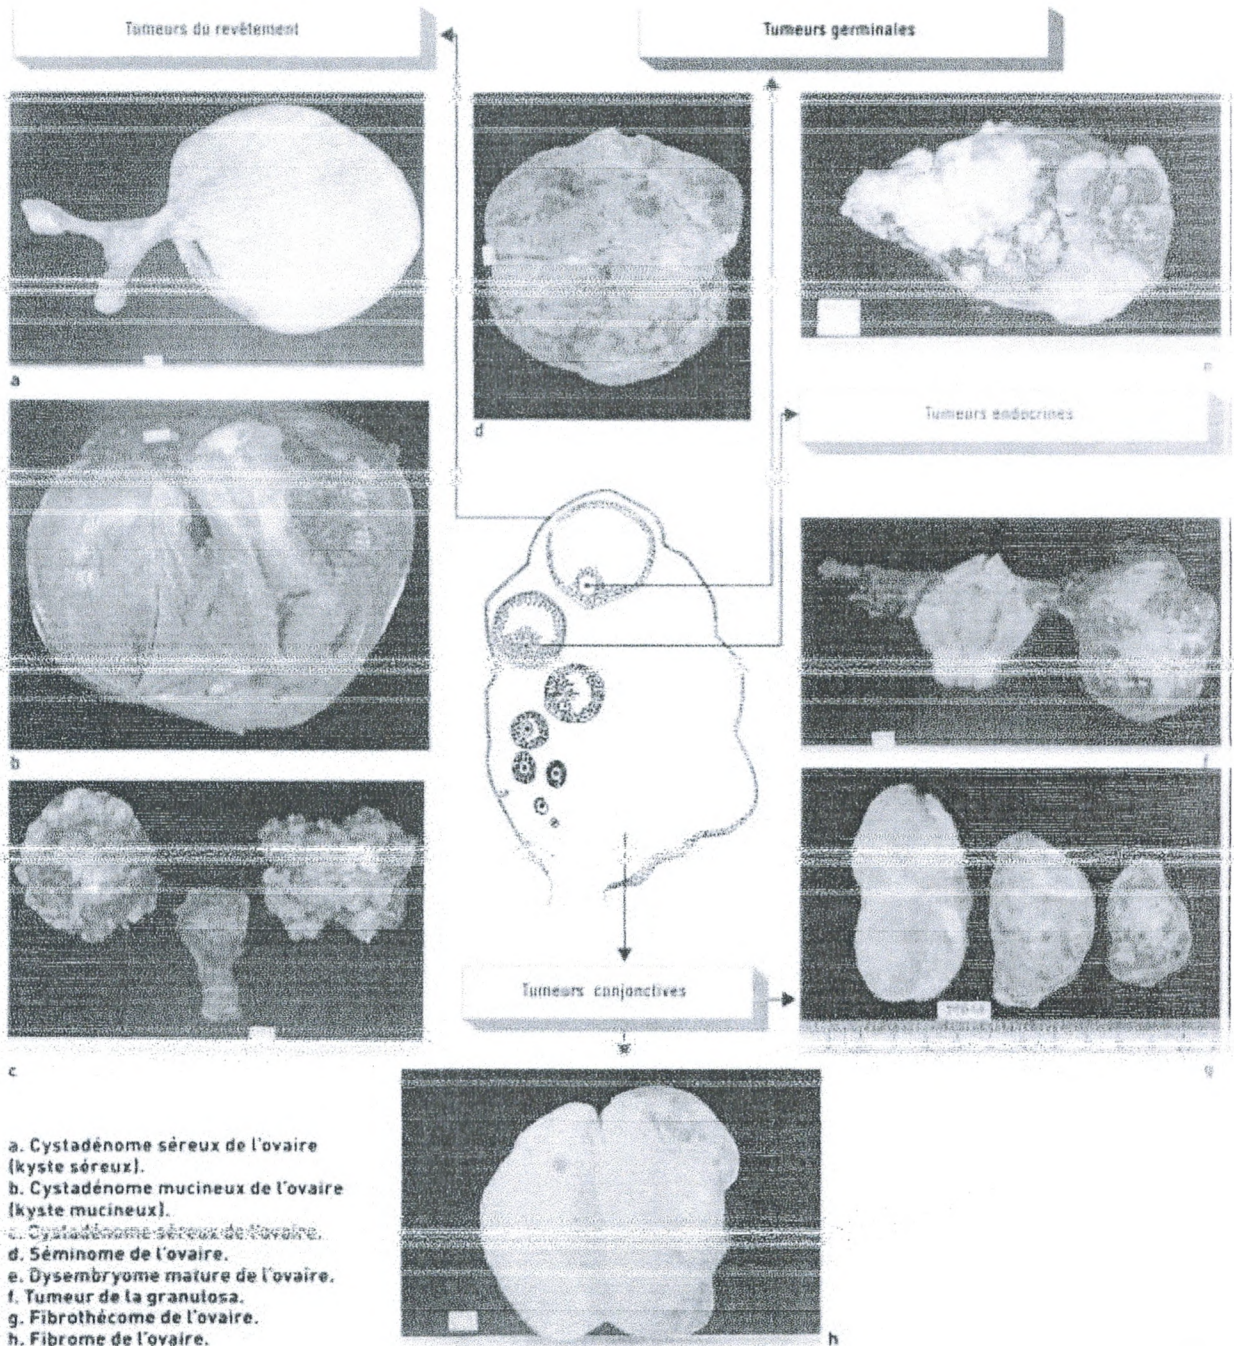 Tumeurs du revêtement
Tumeurs germinales
a
d
Tumeurs endocrines
b
f
c
Tumeurs conjonctives
g
a. Cystadénome séreux de l'ovaire
(kyste séreux).
b. Cystadénome mucineux de l'ovaire
(kyste mucineux).
c. Cystadénome séreux de l'ovaire.
d. Séminome de l'ovaire.
e. Dysembryome mature de l'ovaire.
f. Tumeur de la granulosa.
g. Fibrothécome de l'ovaire.
h. Fibrome de l'ovaire.
h